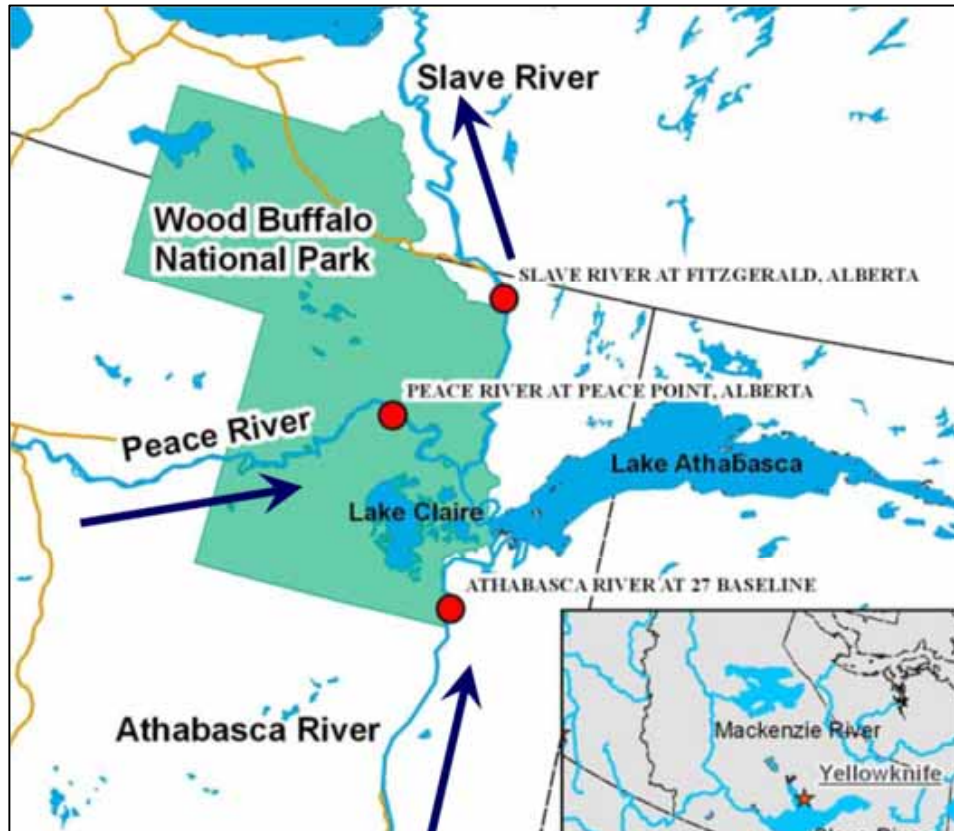 Slave River
Wood Buffalo
National Park
SLAVE RIVER AT FITZGERALD, ALBERTA
PEACE RIVER AT PEACE POINT, ALBERTA
Peace River
Lake Athabasca
Lake Claire
ATHABASCA RIVER AT 27 BASELINE
Athabasca River
Mackenzie River
Yellowknife